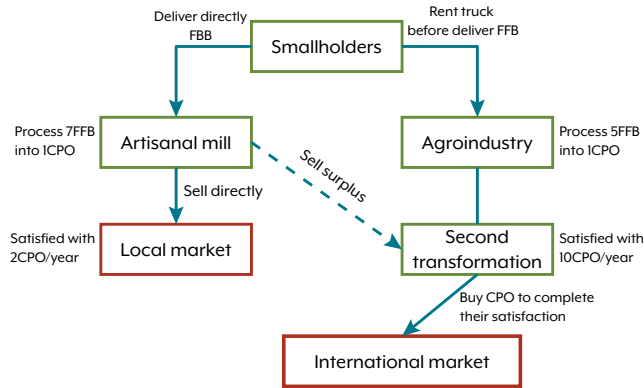 Deliver directly
FBB
Rent truck
before deliver FFB
Smallholders
Process 7FFB
into 1CPO
Artisanal mill
Agroindustry
Process 5FFB
into 1CPO
Sell surplus
Sell directly
Satisfied with
2CPO/year
Local market
Second
transformation
Satisfied with
10CPO/year
Buy CPO to complete
their satisfaction
International market